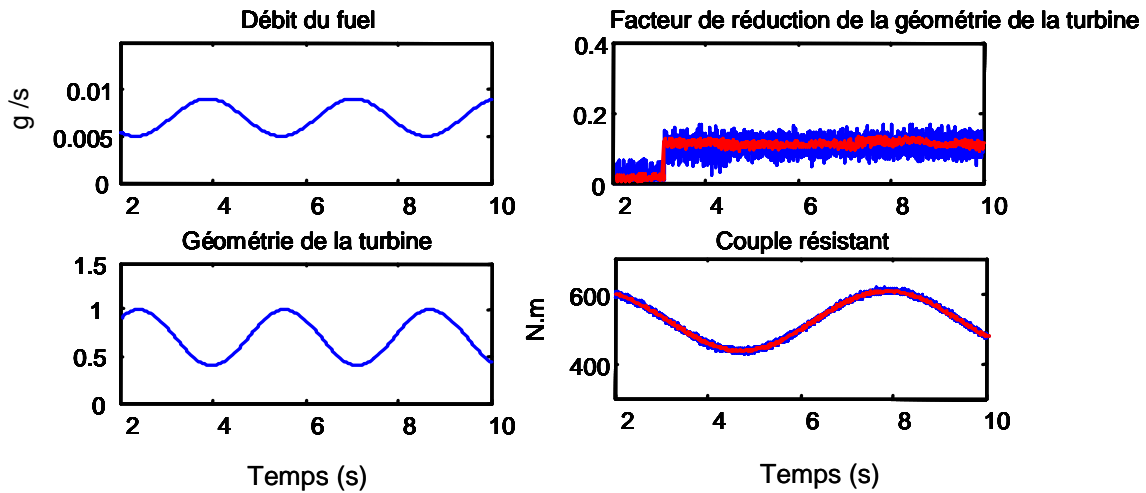 Débit du fuel
g /s
0.01
0.005
0
2 4 6 8 10
Facteur de réduction de la géométrie de la turbine
0.4
0.2
0
2 4 6 8 10
Géométrie de la turbine
1.5
1
0.5
0
2 4 6 8 10
Temps (s)
Couple résistant
N.m
600
400
2 4 6 8 10
Temps (s)